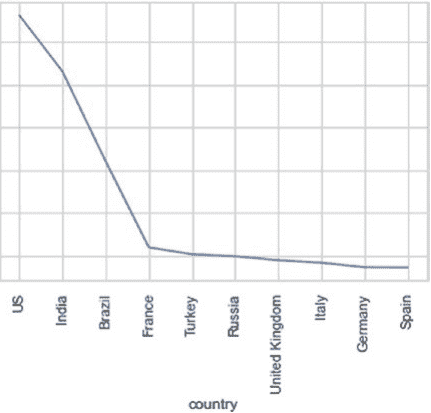 US
India
Brazil
France
Turkey
Russia
United Kingdom
Italy
Germany
Spain
country